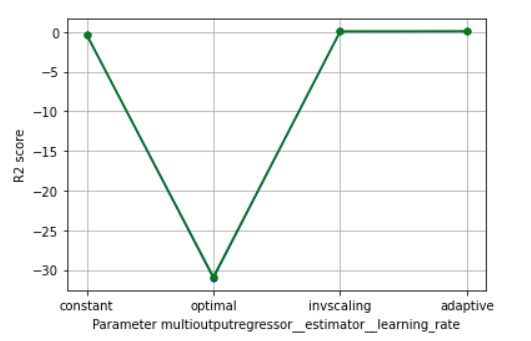 0
−5
−10
−15
−20
−25
−30
R2 score
constant optimal invscaling adaptive
Parameter multioutputregressor__estimator__learning_rate